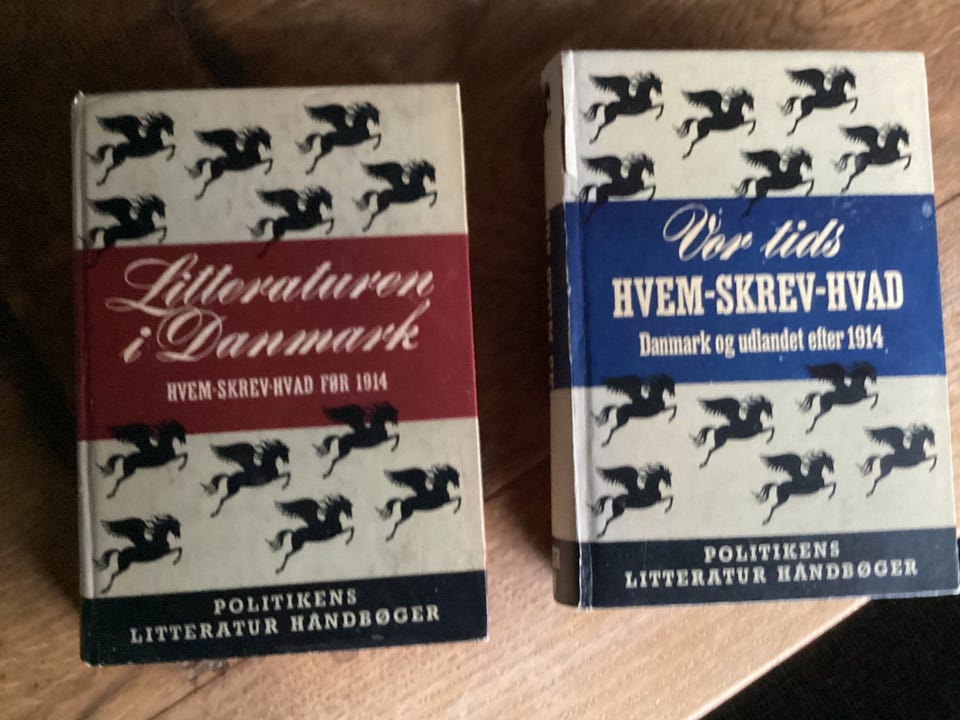 Litteraturen
i Danmark
HVEM-SKREV-HVAD FØR 1914
POLITIKENS
LITTERATUR HÅNDBØGER
Vor tids
HVEM-SKREV-HVAD
Danmark og udlandet efter 1914
POLITIKENS
LITTERATUR HÅNDBØGER